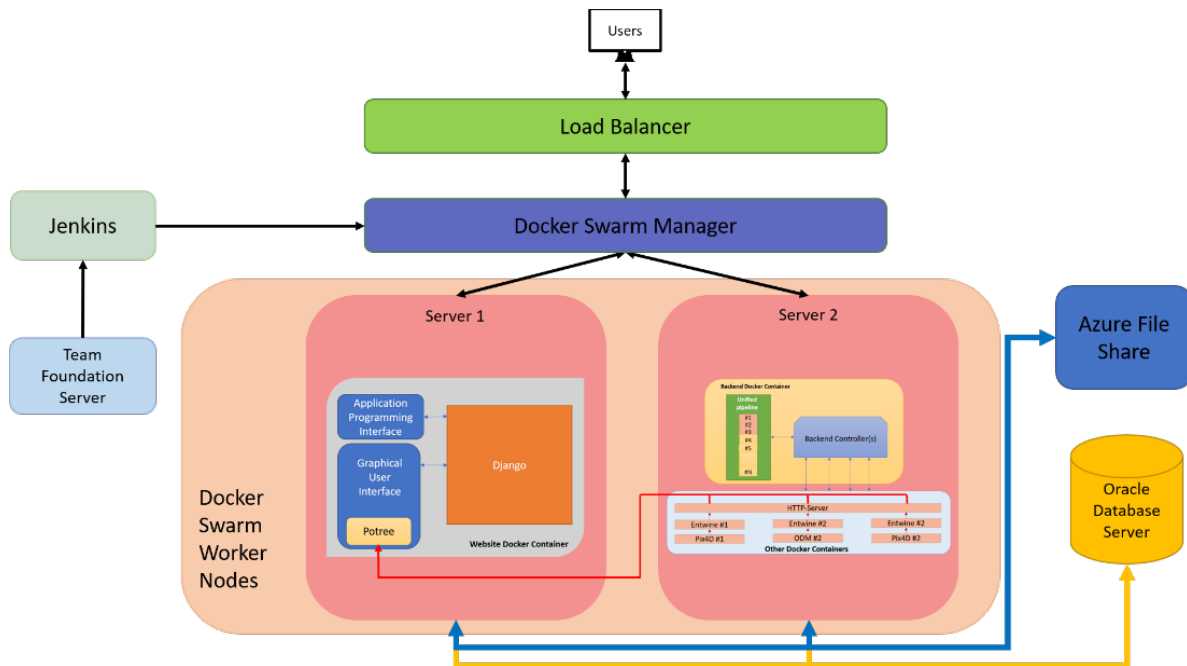 Users
Load Balancer
Jenkins
Docker Swarm Manager
Team
Foundation
Server
Server 1
Server 2
Azure File
Share
Application
Programming
Interface
Graphical
User
Interface
Potree
Django
Website Docker Container
Backend Docker Container
Unified
pipeline
#1
#2
#3
#4
#5
Backend Controller(s)
HTTP-Server
Entwine #1
Entwine #2
Entwine #2
Pix4D #1
ODM #2
Pix4D #2
Other Docker Containers
Docker
Swarm
Worker
Nodes
Oracle
Database
Server